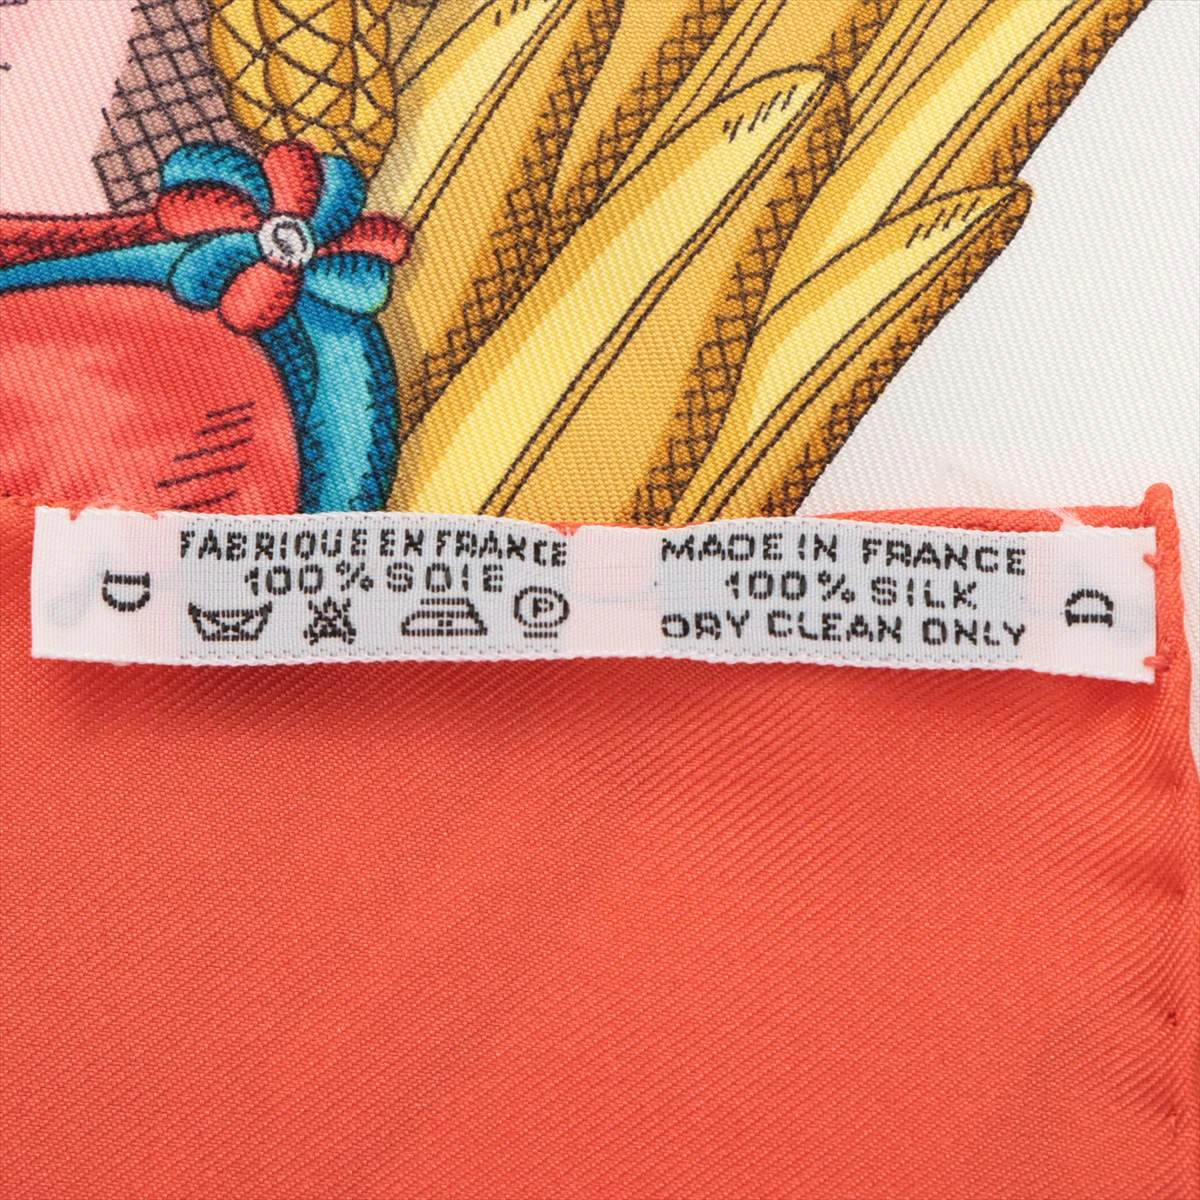 D
FABRIQUE EN FRANCE
100% SOIE
P
MADE IN FRANCE
100% SILK
DRY CLEAN ONLY
D